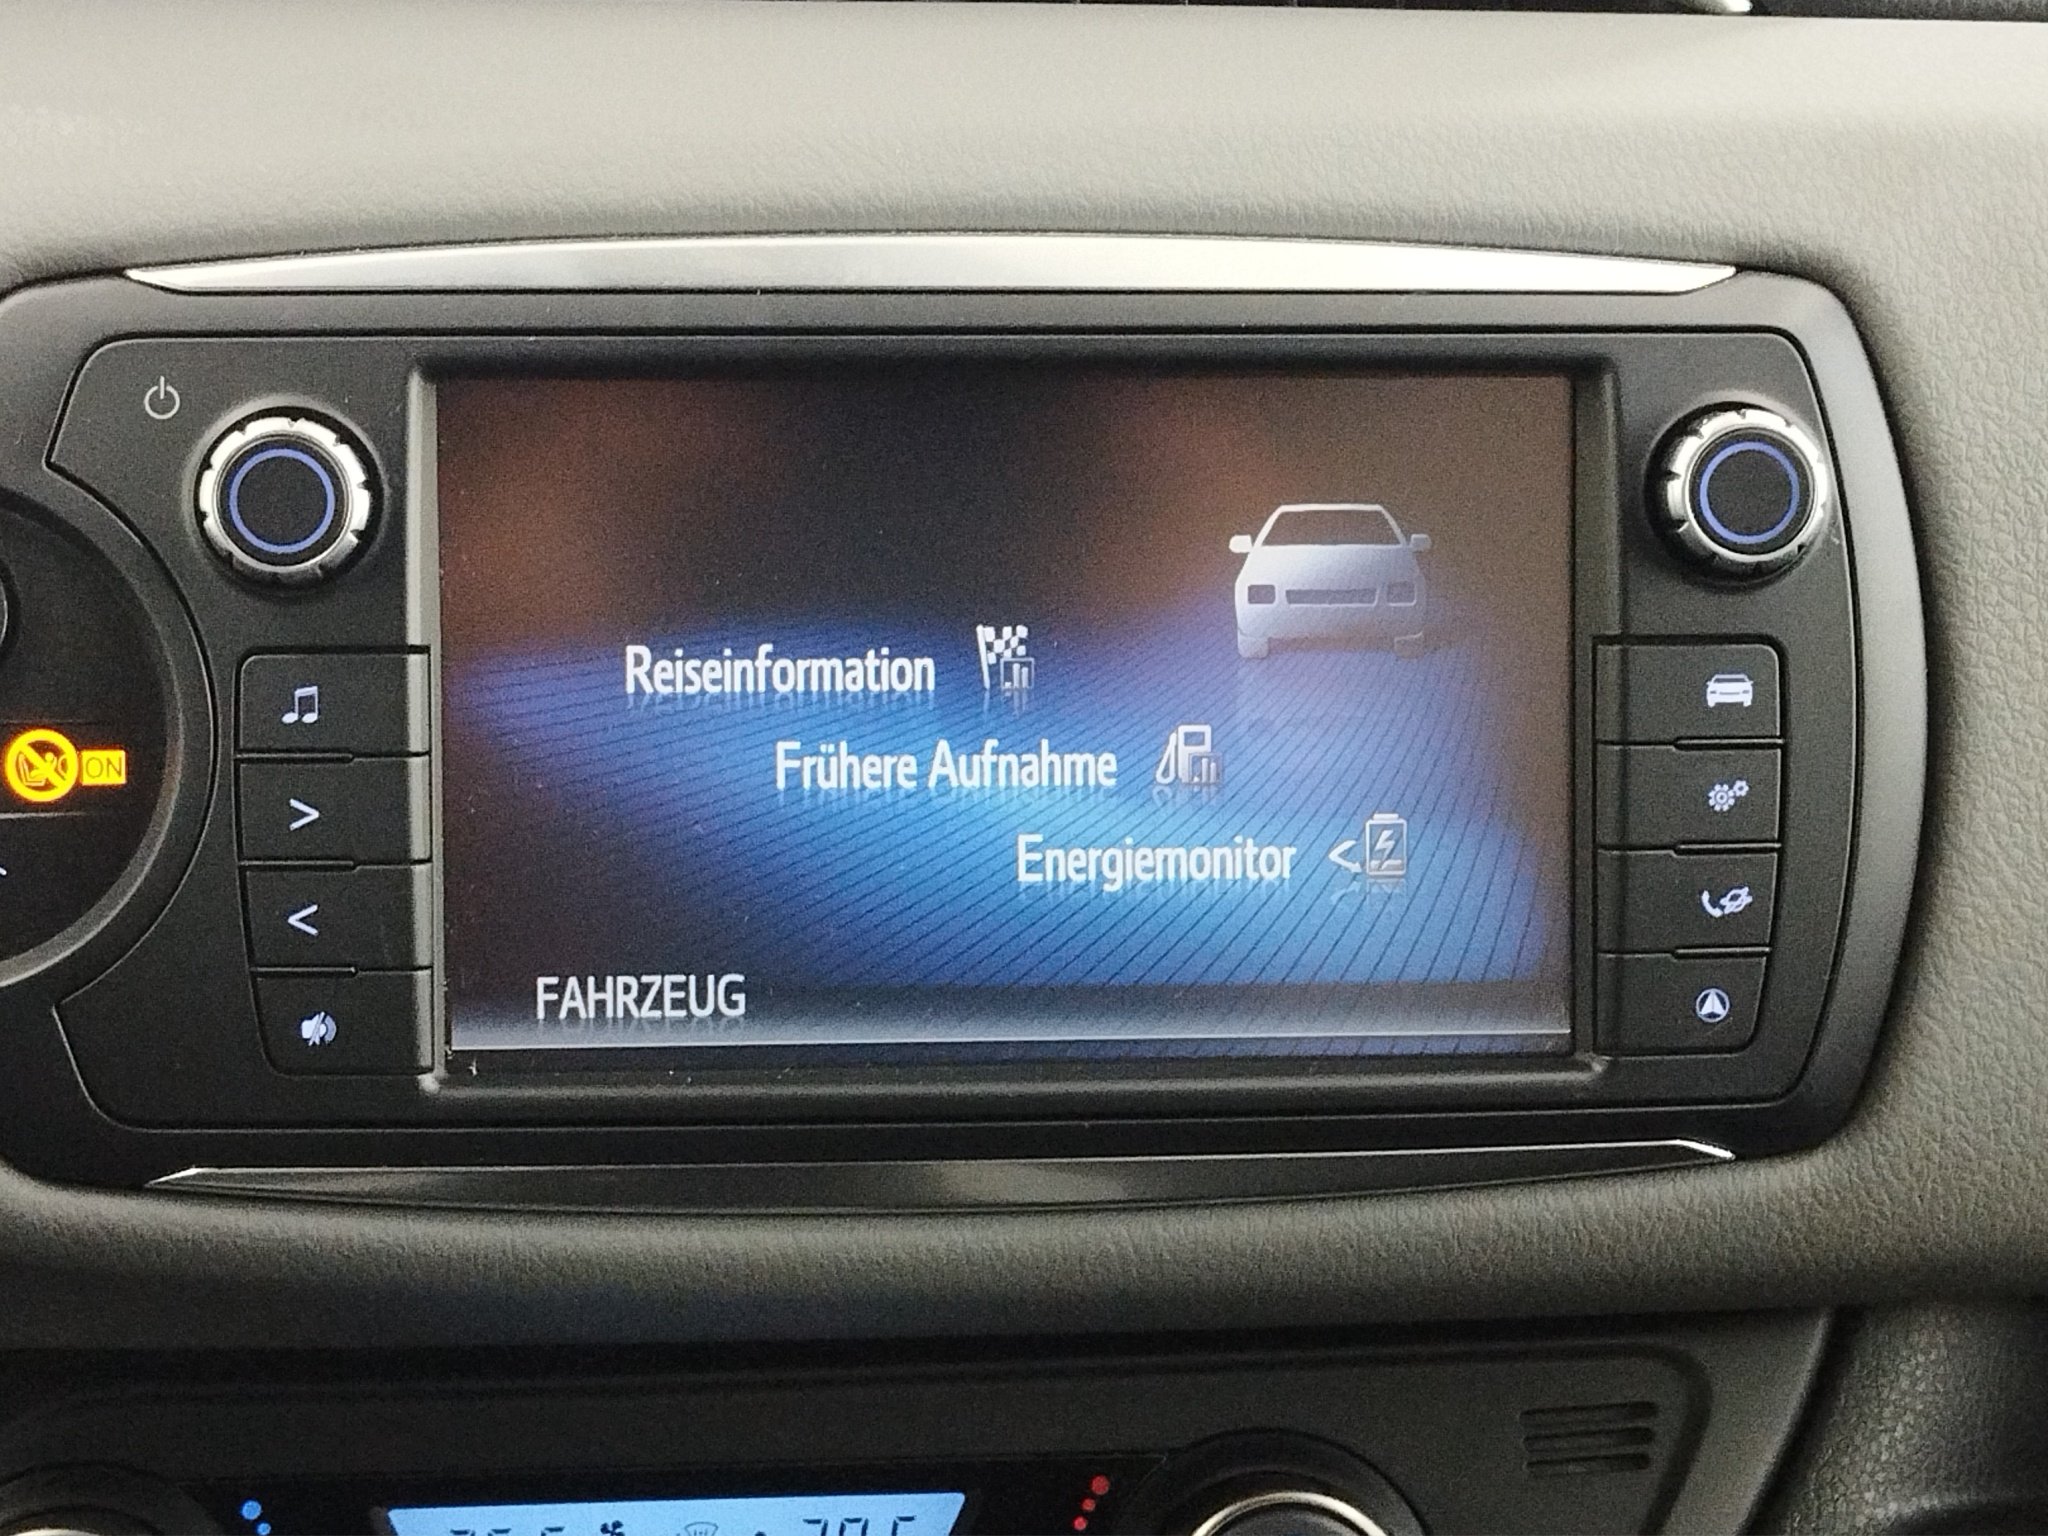 Reiseinformation
Frühere Aufnahme
ON
Energiemonitor
FAHRZEUG